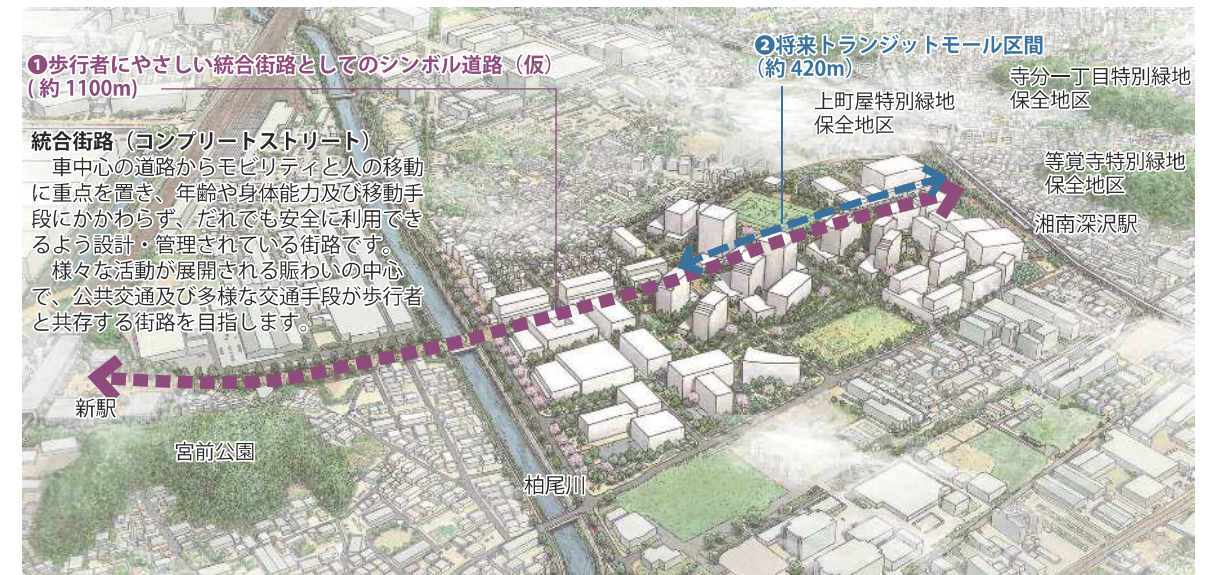 ❶歩行者にやさしい統合街路としてのシンボル道路（仮）
(約1100m)
統合街路（コンプリートストリート）
　車中心の道路からモビリティと人の移動
に重点を置き、年齢や身体能力及び移動手
段にかかわらず、だれでも安全に利用でき
るよう設計・管理されている街路です。
　様々な活動が展開される賑わいの中心
で、公共交通及び多様な交通手段が歩行者
と共存する街路を目指します。
❷将来トランジットモール区間
（約420m）
上町屋特別緑地
保全地区
寺分一丁目特別緑地
保全地区
等覚寺特別緑地
保全地区
湘南深沢駅
新駅
宮前公園
柏尾川